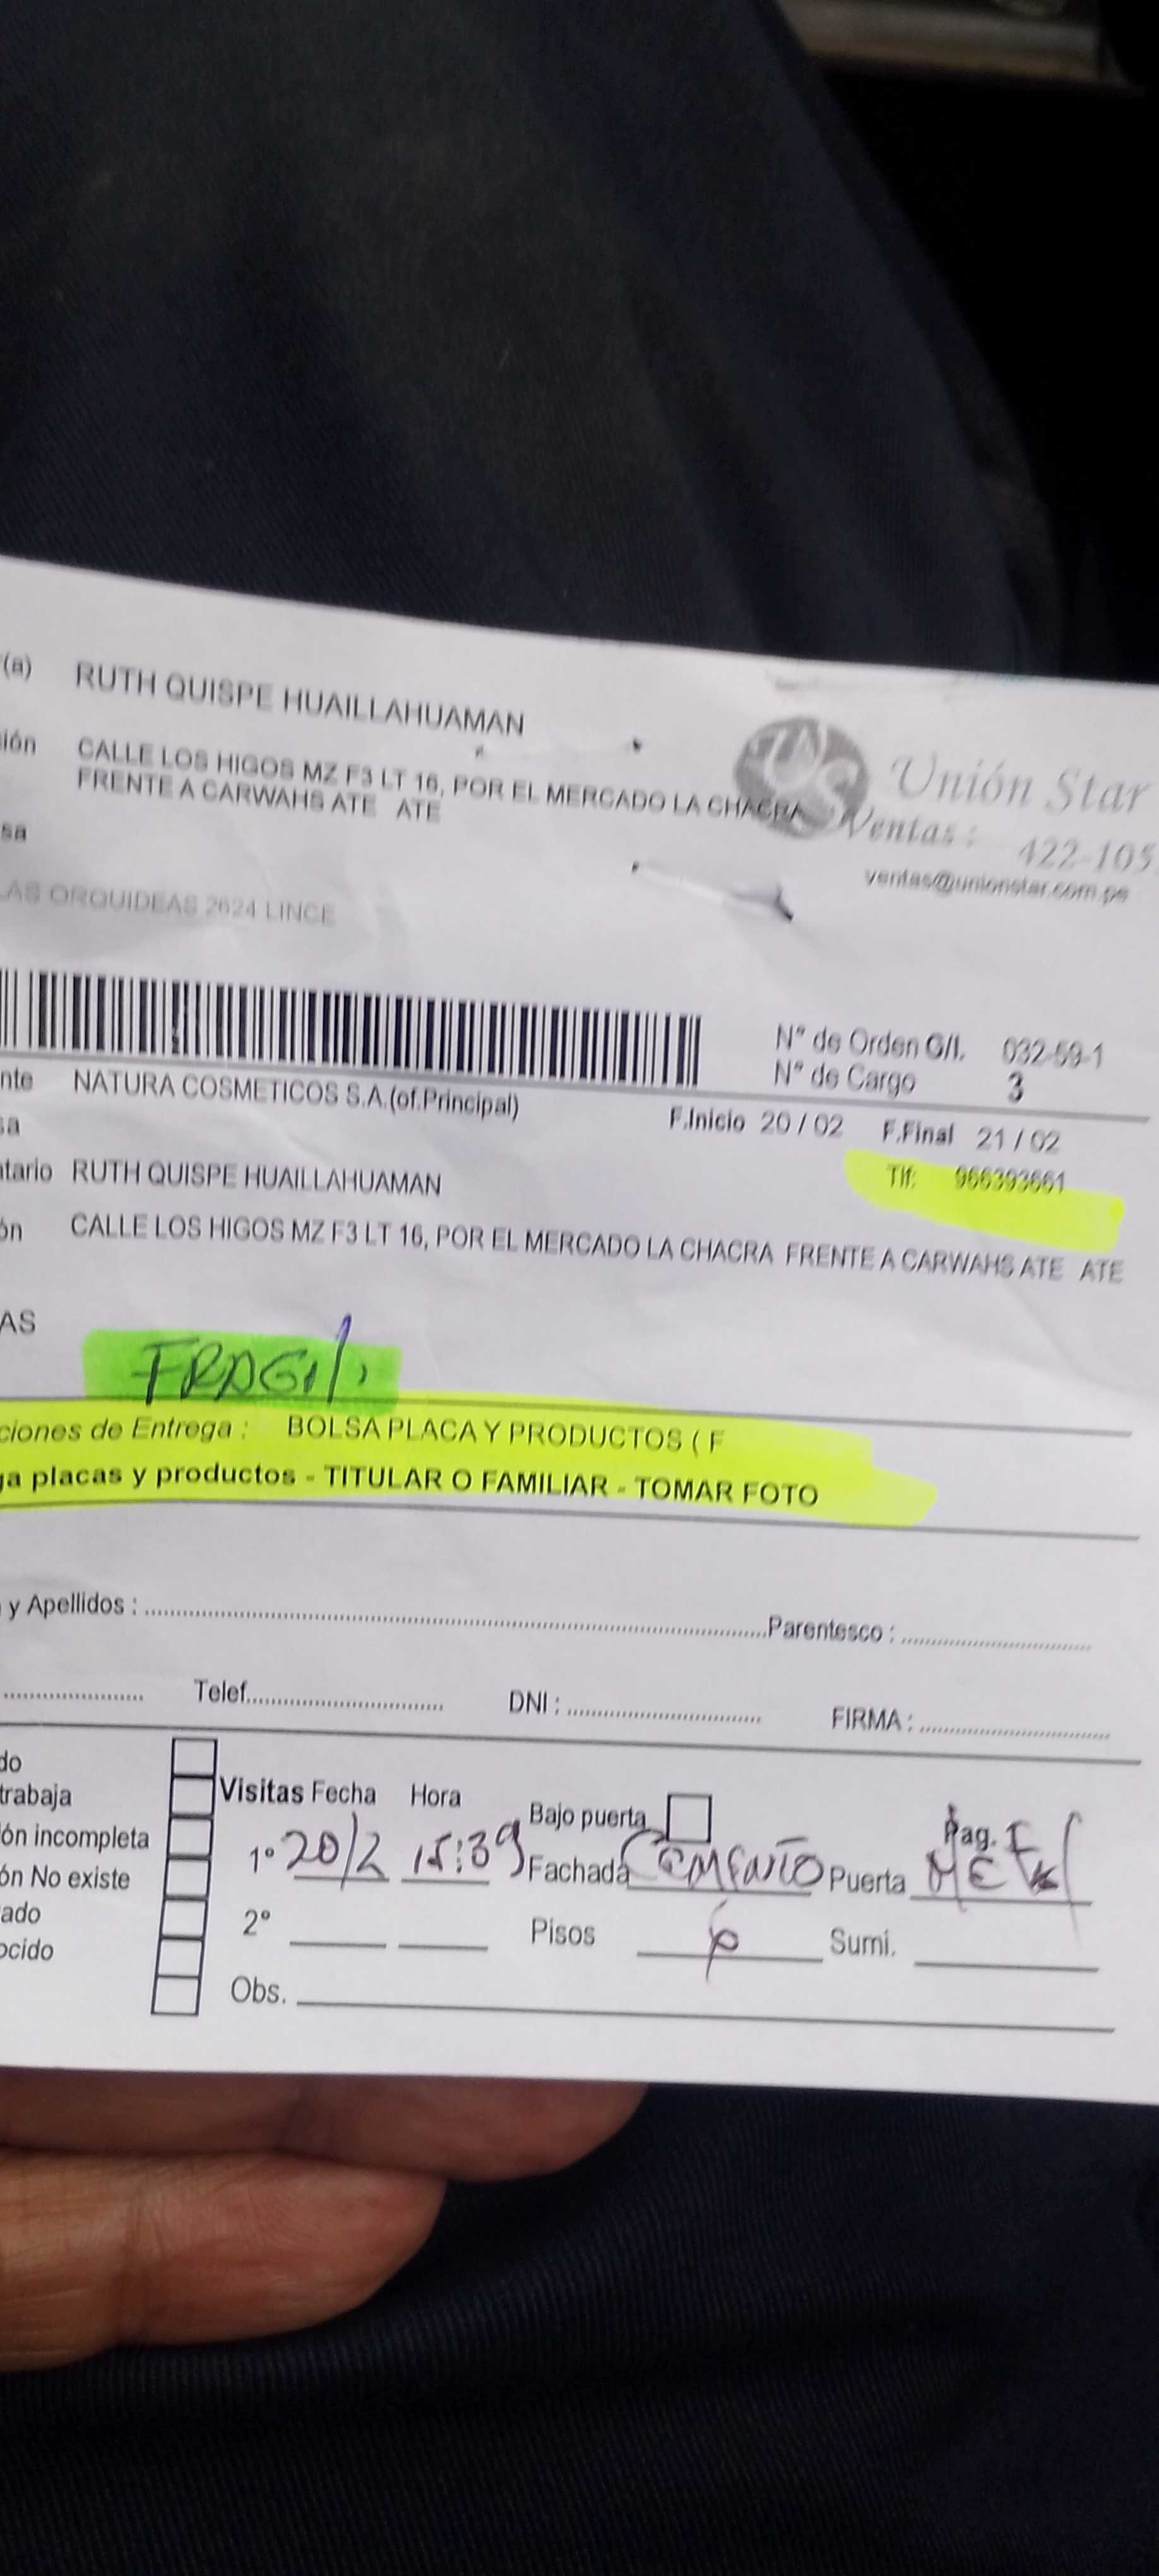 (a) RUTH QUISPE HUAILLAHUAMAN
ión CALLE LOS HIGOS MZ F3 LT 16, POR EL MERCADO LA CHACRA
FRENTE A CARWAHS ATE ATE
Unión Star
Ventas: 422-105
sa
ventas@unionstar.com.pe
LAS ORQUIDEAS 2624 LINCE
N° de Orden G/I. 032-59-1
N° de Cargo 3
nte NATURA COSMETICOS S.A.(of.Principal)
F.Inicio 20 / 02 F.Final 21 / 02
sa
Tlf: 966393661
tario RUTH QUISPE HUAILLAHUAMAN
ón CALLE LOS HIGOS MZ F3 LT 16, POR EL MERCADO LA CHACRA FRENTE A CARWAHS ATE ATE
AS
FRAGIL
ciones de Entrega : BOLSA PLACA Y PRODUCTOS ( F
ga placas y productos - TITULAR O FAMILIAR - TOMAR FOTO
y Apellidos : Parentesco :
Telef. DNI : FIRMA :
do
trabaja
Visitas Fecha Hora Bajo puerta Pag.
ón incompleta
1° 20/2 15:39 Fachada CEMENTO Puerta
ón No existe
ado
2° Pisos Sumi.
ocido
Obs.